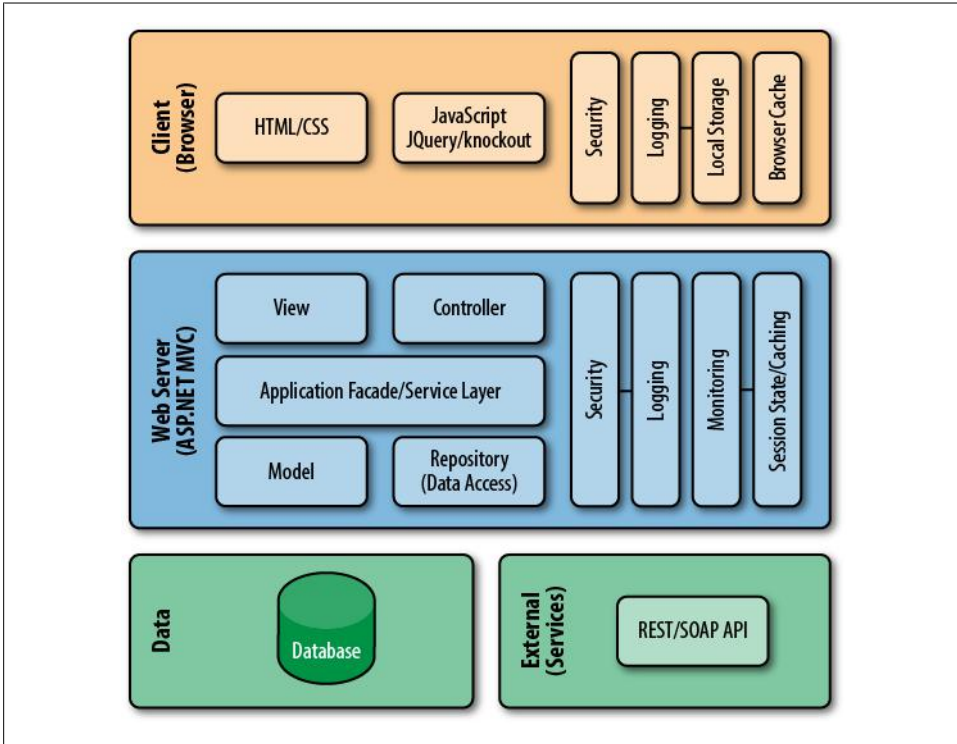 Client
(Browser)
HTML/CSS
JavaScript
JQuery/knockout
Security
Logging
Local Storage
Browser Cache
Web Server
(ASP.NET MVC)
View
Controller
Application Facade/Service Layer
Model
Repository
(Data Access)
Security
Logging
Monitoring
Session State/Caching
Data
Database
External
(Services)
REST/SOAP API